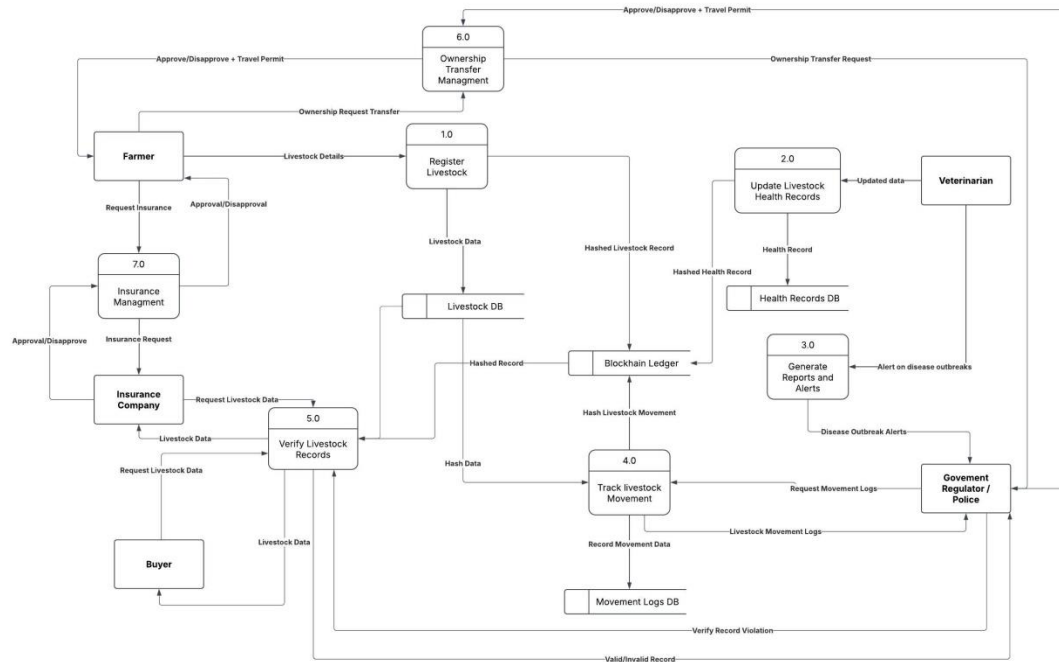 Approve/Disapprove + Travel Permit
6.0
Ownership
Transfer
Managment
Approve/Disapprove + Travel Permit
Ownership Transfer Request
Ownership Request Transfer
1.0
Register
Livestock
Farmer
Livestock Details
2.0
Update Livestock
Health Records
Updated data
Veterinarian
Request Insurance
Approval/Disapproval
Livestock Data
Hashed Livestock Record
Health Record
Hashed Health Record
7.0
Insurance
Managment
Livestock DB
Health Records DB
Approval/Disapprove
Insurance Request
Hashed Record
Blockhain Ledger
3.0
Generate
Reports and
Alerts
Alert on disease outbreaks
Insurance
Company
Request Livestock Data
Hash Livestock Movement
5.0
Verify Livestock
Records
Livestock Data
Disease Outbreak Alerts
Request Livestock Data
Hash Data
4.0
Track livestock
Movement
Request Movement Logs
Goverment
Regulator /
Police
Livestock Data
Livestock Movement Logs
Record Movement Data
Buyer
Movement Logs DB
Verify Record Violation
Valid/Invalid Record